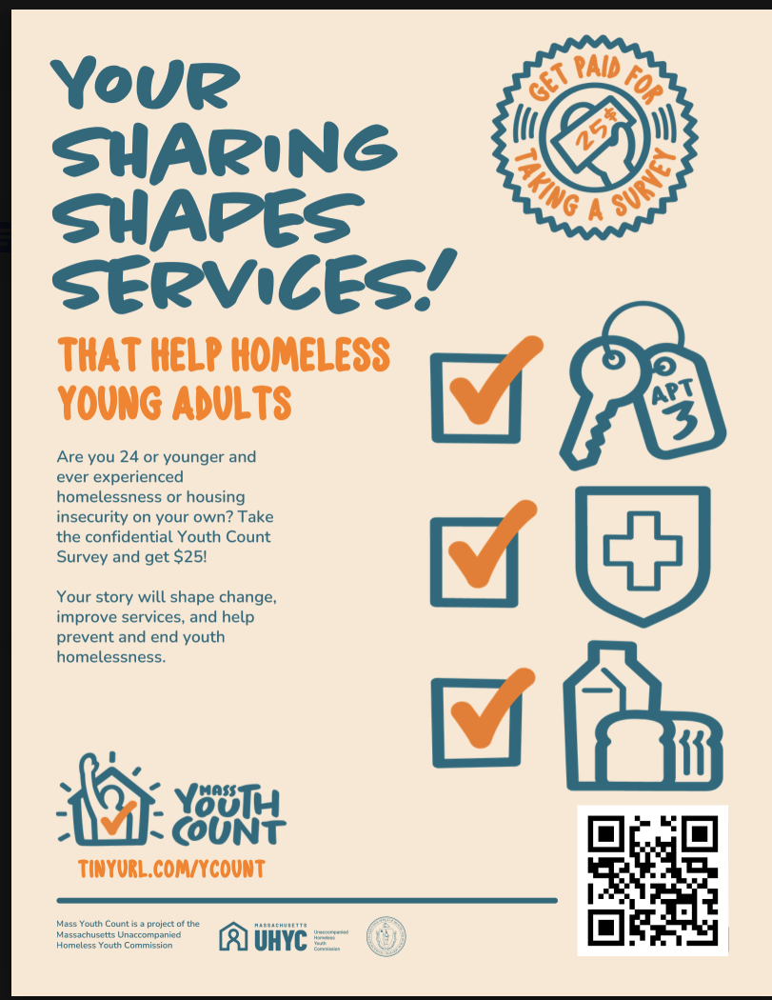 YOUR
SHARING
SHAPES
SERVICES!
THAT HELP HOMELESS
YOUNG ADULTS
Are you 24 or younger and
ever experienced
homelessness or housing
insecurity on your own? Take
the confidential Youth Count
Survey and get $25!
Your story will shape change,
improve services, and help
prevent and end youth
homelessness.
GET PAID FOR
25$
TAKING A SURVEY
APT
3
MASS
YOUTH
COUNT
TINYURL.COM/YCOUNT
Mass Youth Count is a project of the
Massachusetts Unaccompanied
Homeless Youth Commission
MASSACHUSETTS
UHYC
Unaccompanied
Homeless
Youth
Commission